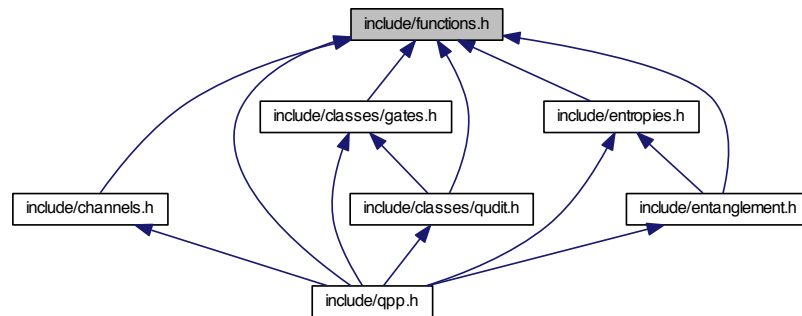 include/functions.h
include/classes/gates.h
include/entropies.h
include/channels.h
include/classes/qudit.h
include/entanglement.h
include/qpp.h